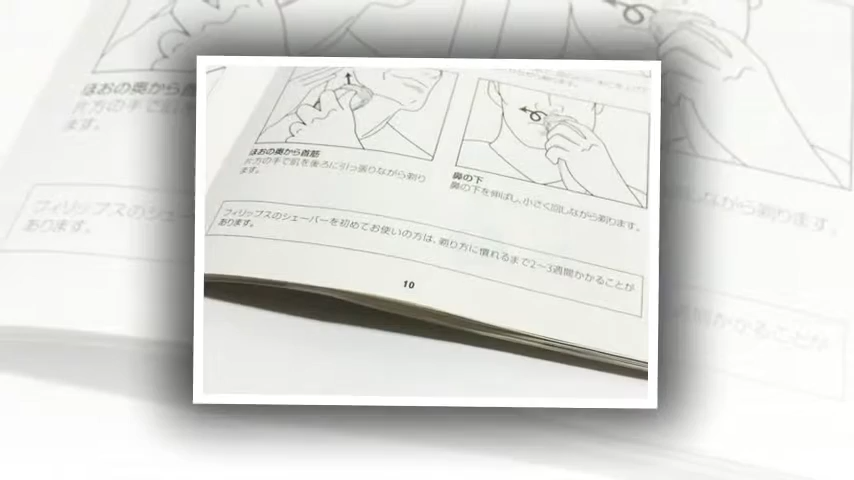 ほおの奥から首筋
片方の手で肌を後ろに引っ張りながら剃り
ます。
鼻の下
鼻の下を伸ばし、小さく回しながら剃ります。
フィリップスのシェーバーを初めてお使いの方は、剃り方に慣れるまで2〜3週間かかることが
あります。
10